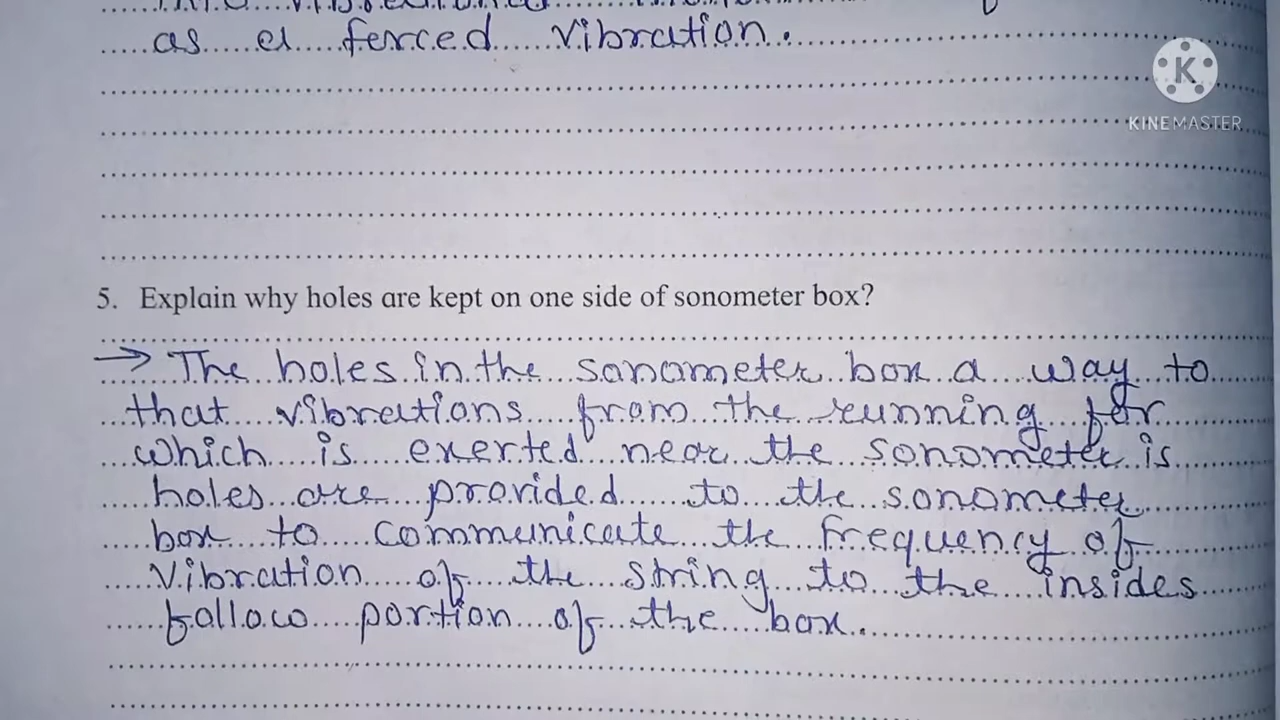 as a forced vibration.
KINEMASTER
5. Explain why holes are kept on one side of sonometer box?
→ The holes in the sonometer box a way to
that vibrations from the running for
which is exerted near the sonometer is
holes are provided to the sonometer
box to communicate the frequency of
vibration of the string to the insides
follow portion of the box.